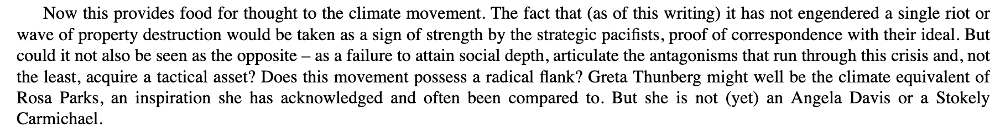 Now this provides food for thought to the climate movement. The fact that (as of this writing) it has not engendered a single riot or
wave of property destruction would be taken as a sign of strength by the strategic pacifists, proof of correspondence with their ideal. But
could it not also be seen as the opposite – as a failure to attain social depth, articulate the antagonisms that run through this crisis and, not
the least, acquire a tactical asset? Does this movement possess a radical flank? Greta Thunberg might well be the climate equivalent of
Rosa Parks, an inspiration she has acknowledged and often been compared to. But she is not (yet) an Angela Davis or a Stokely
Carmichael.